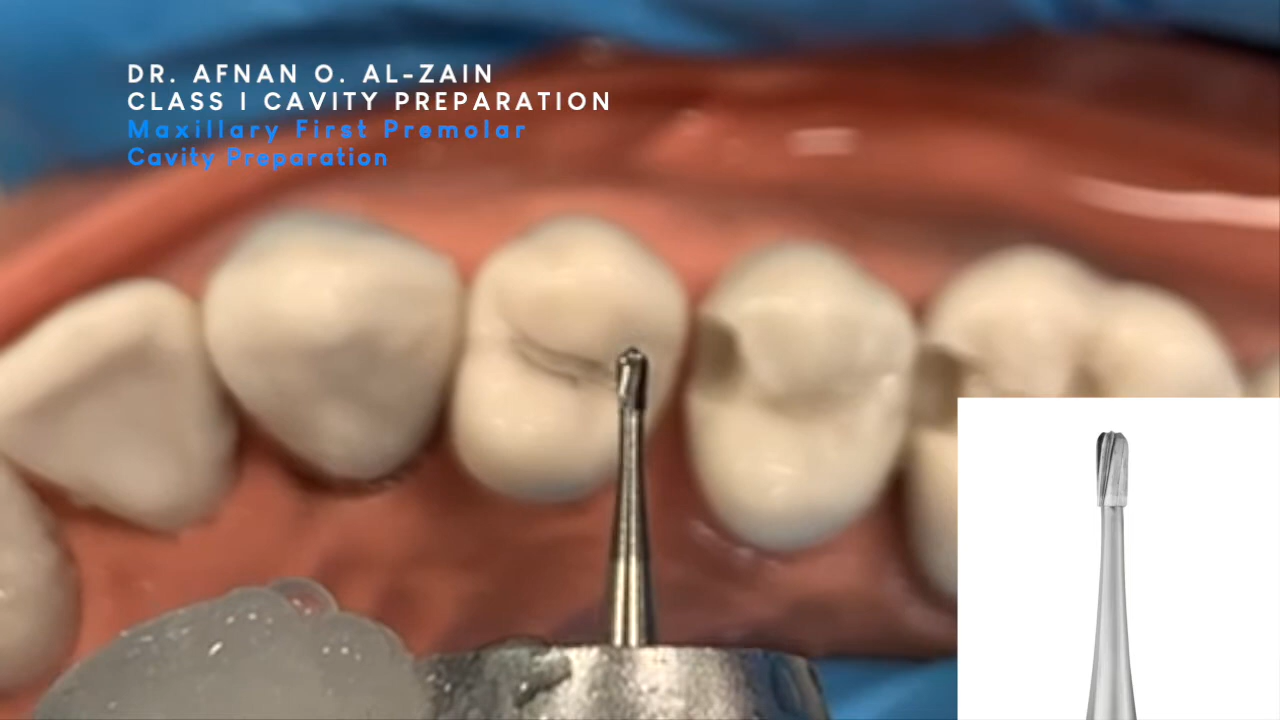 DR. AFNAN O. AL-ZAIN
CLASS I CAVITY PREPARATION
Maxillary First Premolar
Cavity Preparation